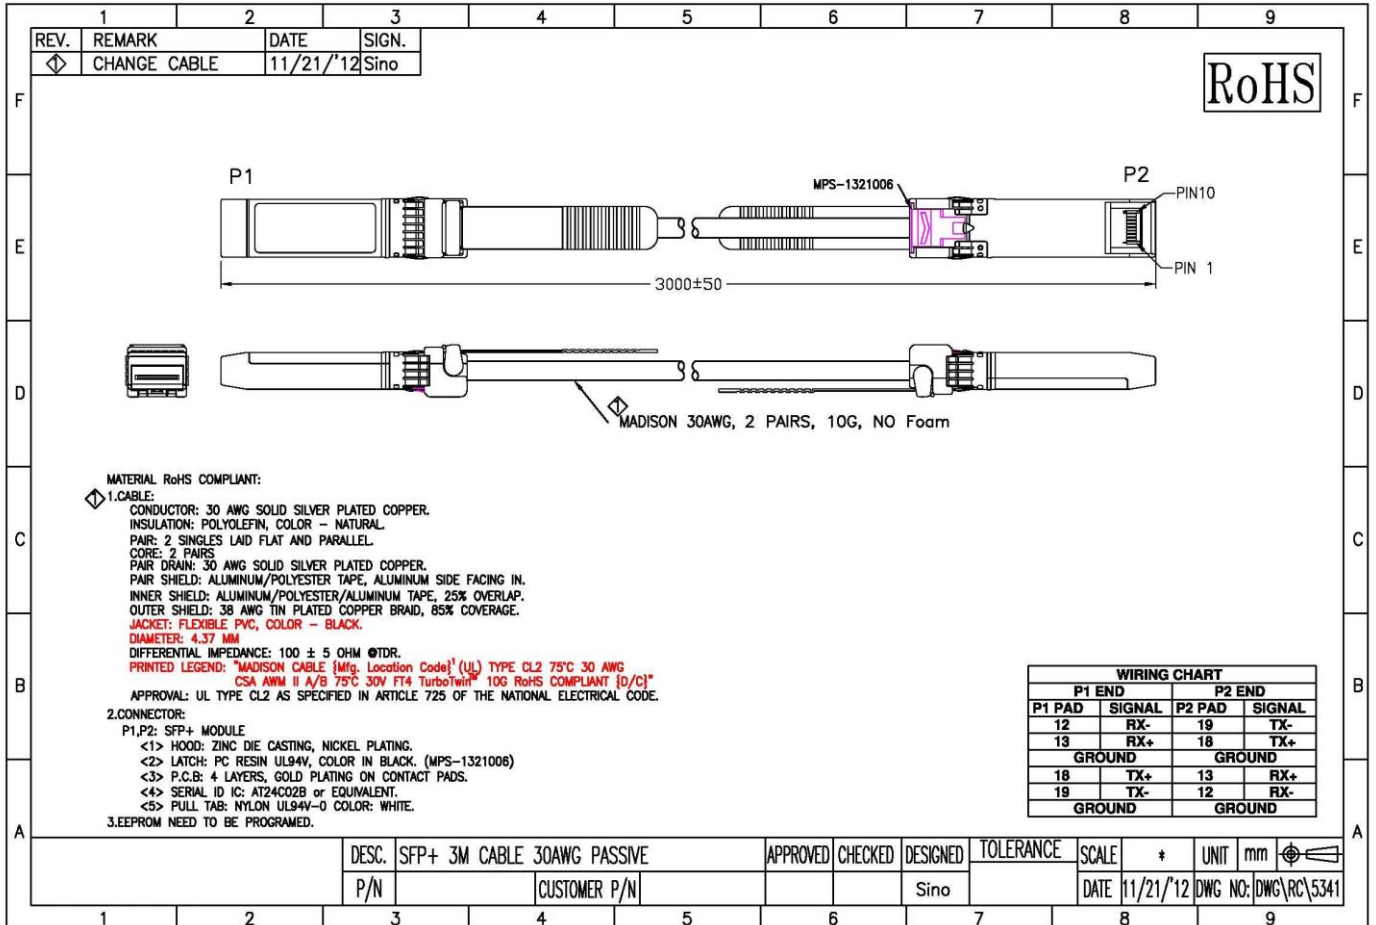 1 2 3 4 5 6 7 8 9
REV. REMARK DATE SIGN.
1 CHANGE CABLE 11/21/'12 Sino
RoHS
F F
P1 P2
MPS-1321006
PIN10
E E
PIN 1
3000±50
D D
1
MADISON 30AWG, 2 PAIRS, 10G, NO Foam
MATERIAL RoHS COMPLIANT:
1 1.CABLE:
CONDUCTOR: 30 AWG SOLID SILVER PLATED COPPER.
INSULATION: POLYOLEFIN, COLOR – NATURAL.
C C
PAIR: 2 SINGLES LAID FLAT AND PARALLEL.
CORE: 2 PAIRS
PAIR DRAIN: 30 AWG SOLID SILVER PLATED COPPER.
PAIR SHIELD: ALUMINUM/POLYESTER TAPE, ALUMINUM SIDE FACING IN.
INNER SHIELD: ALUMINUM/POLYESTER/ALUMINUM TAPE, 25% OVERLAP.
OUTER SHIELD: 38 AWG TIN PLATED COPPER BRAID, 85% COVERAGE.
JACKET: FLEXIBLE PVC, COLOR – BLACK.
DIAMETER: 4.37 MM
DIFFERENTIAL IMPEDANCE: 100 ± 5 OHM @TDR.
PRINTED LEGEND: "MADISON CABLE {Mfg. Location Code}' (UL) TYPE CL2 75°C 30 AWG
CSA AWM II A/B 75°C 30V FT4 TurboTwin™ 10G RoHS COMPLIANT {D/C}"
B B
APPROVAL: UL TYPE CL2 AS SPECIFIED IN ARTICLE 725 OF THE NATIONAL ELECTRICAL CODE.
2.CONNECTOR:
P1,P2: SFP+ MODULE
<1> HOOD: ZINC DIE CASTING, NICKEL PLATING.
<2> LATCH: PC RESIN UL94V, COLOR IN BLACK. (MPS-1321006)
<3> P.C.B: 4 LAYERS, GOLD PLATING ON CONTACT PADS.
<4> SERIAL ID IC: AT24C02B or EQUIVALENT.
<5> PULL TAB: NYLON UL94V-0 COLOR: WHITE.
3.EEPROM NEED TO BE PROGRAMED.
WIRING CHART
P1 END P2 END
P1 PAD SIGNAL P2 PAD SIGNAL
12 RX- 19 TX-
13 RX+ 18 TX+
GROUND GROUND
18 TX+ 13 RX+
19 TX- 12 RX-
GROUND GROUND
A A
DESC. SFP+ 3M CABLE 30AWG PASSIVE APPROVED CHECKED DESIGNED TOLERANCE SCALE * UNIT mm
P/N CUSTOMER P/N Sino DATE 11/21/'12 DWG NO: DWG\RC\5341
1 2 3 4 5 6 7 8 9